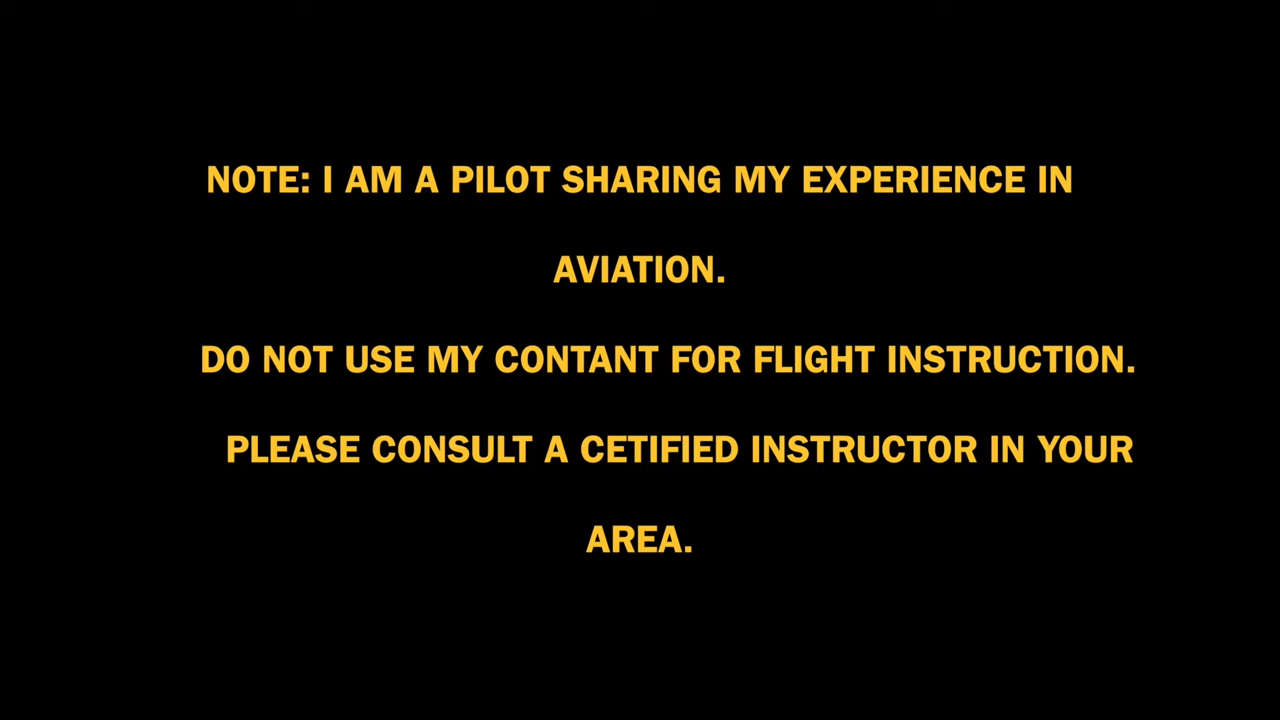 NOTE: I AM A PILOT SHARING MY EXPERIENCE IN
AVIATION.
DO NOT USE MY CONTANT FOR FLIGHT INSTRUCTION.
PLEASE CONSULT A CETIFIED INSTRUCTOR IN YOUR
AREA.